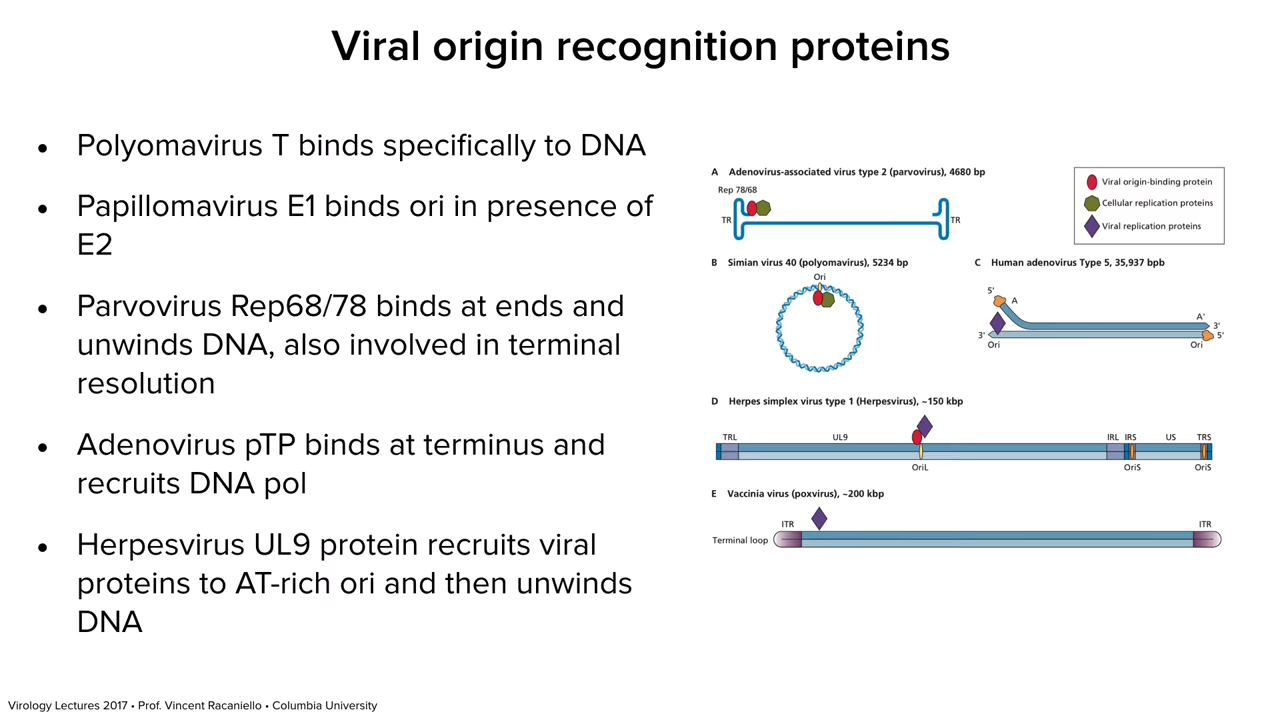 Viral origin recognition proteins
• Polyomavirus T binds specifically to DNA
• Papillomavirus E1 binds ori in presence of
E2
• Parvovirus Rep68/78 binds at ends and
unwinds DNA, also involved in terminal
resolution
• Adenovirus pTP binds at terminus and
recruits DNA pol
• Herpesvirus UL9 protein recruits viral
proteins to AT-rich ori and then unwinds
DNA
A Adenovirus-associated virus type 2 (parvovirus), 4680 bp
Rep 78/68
TR
TR
Viral origin-binding protein
Cellular replication proteins
Viral replication proteins
B Simian virus 40 (polyomavirus), 5234 bp
Ori
C Human adenovirus Type 5, 35,937 bpb
5'
A
A'
3'
3'
5'
Ori
Ori
D Herpes simplex virus type 1 (Herpesvirus), ~150 kbp
TRL
UL9
IRL
IRS
US
TRS
OriL
OriS
OriS
E Vaccinia virus (poxvirus), ~200 kbp
ITR
ITR
Terminal loop
Virology Lectures 2017 • Prof. Vincent Racaniello • Columbia University